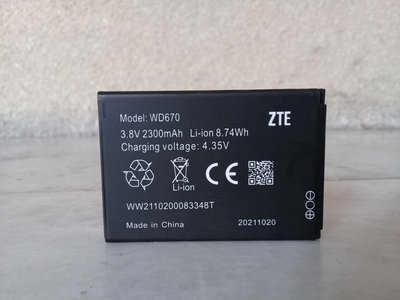 Model: WD670
ZTE
3.8V 2300mAh Li-ion 8.74Wh
Charging voltage: 4.35V
Li-ion
WW2110200083348T
Made in China
20211020